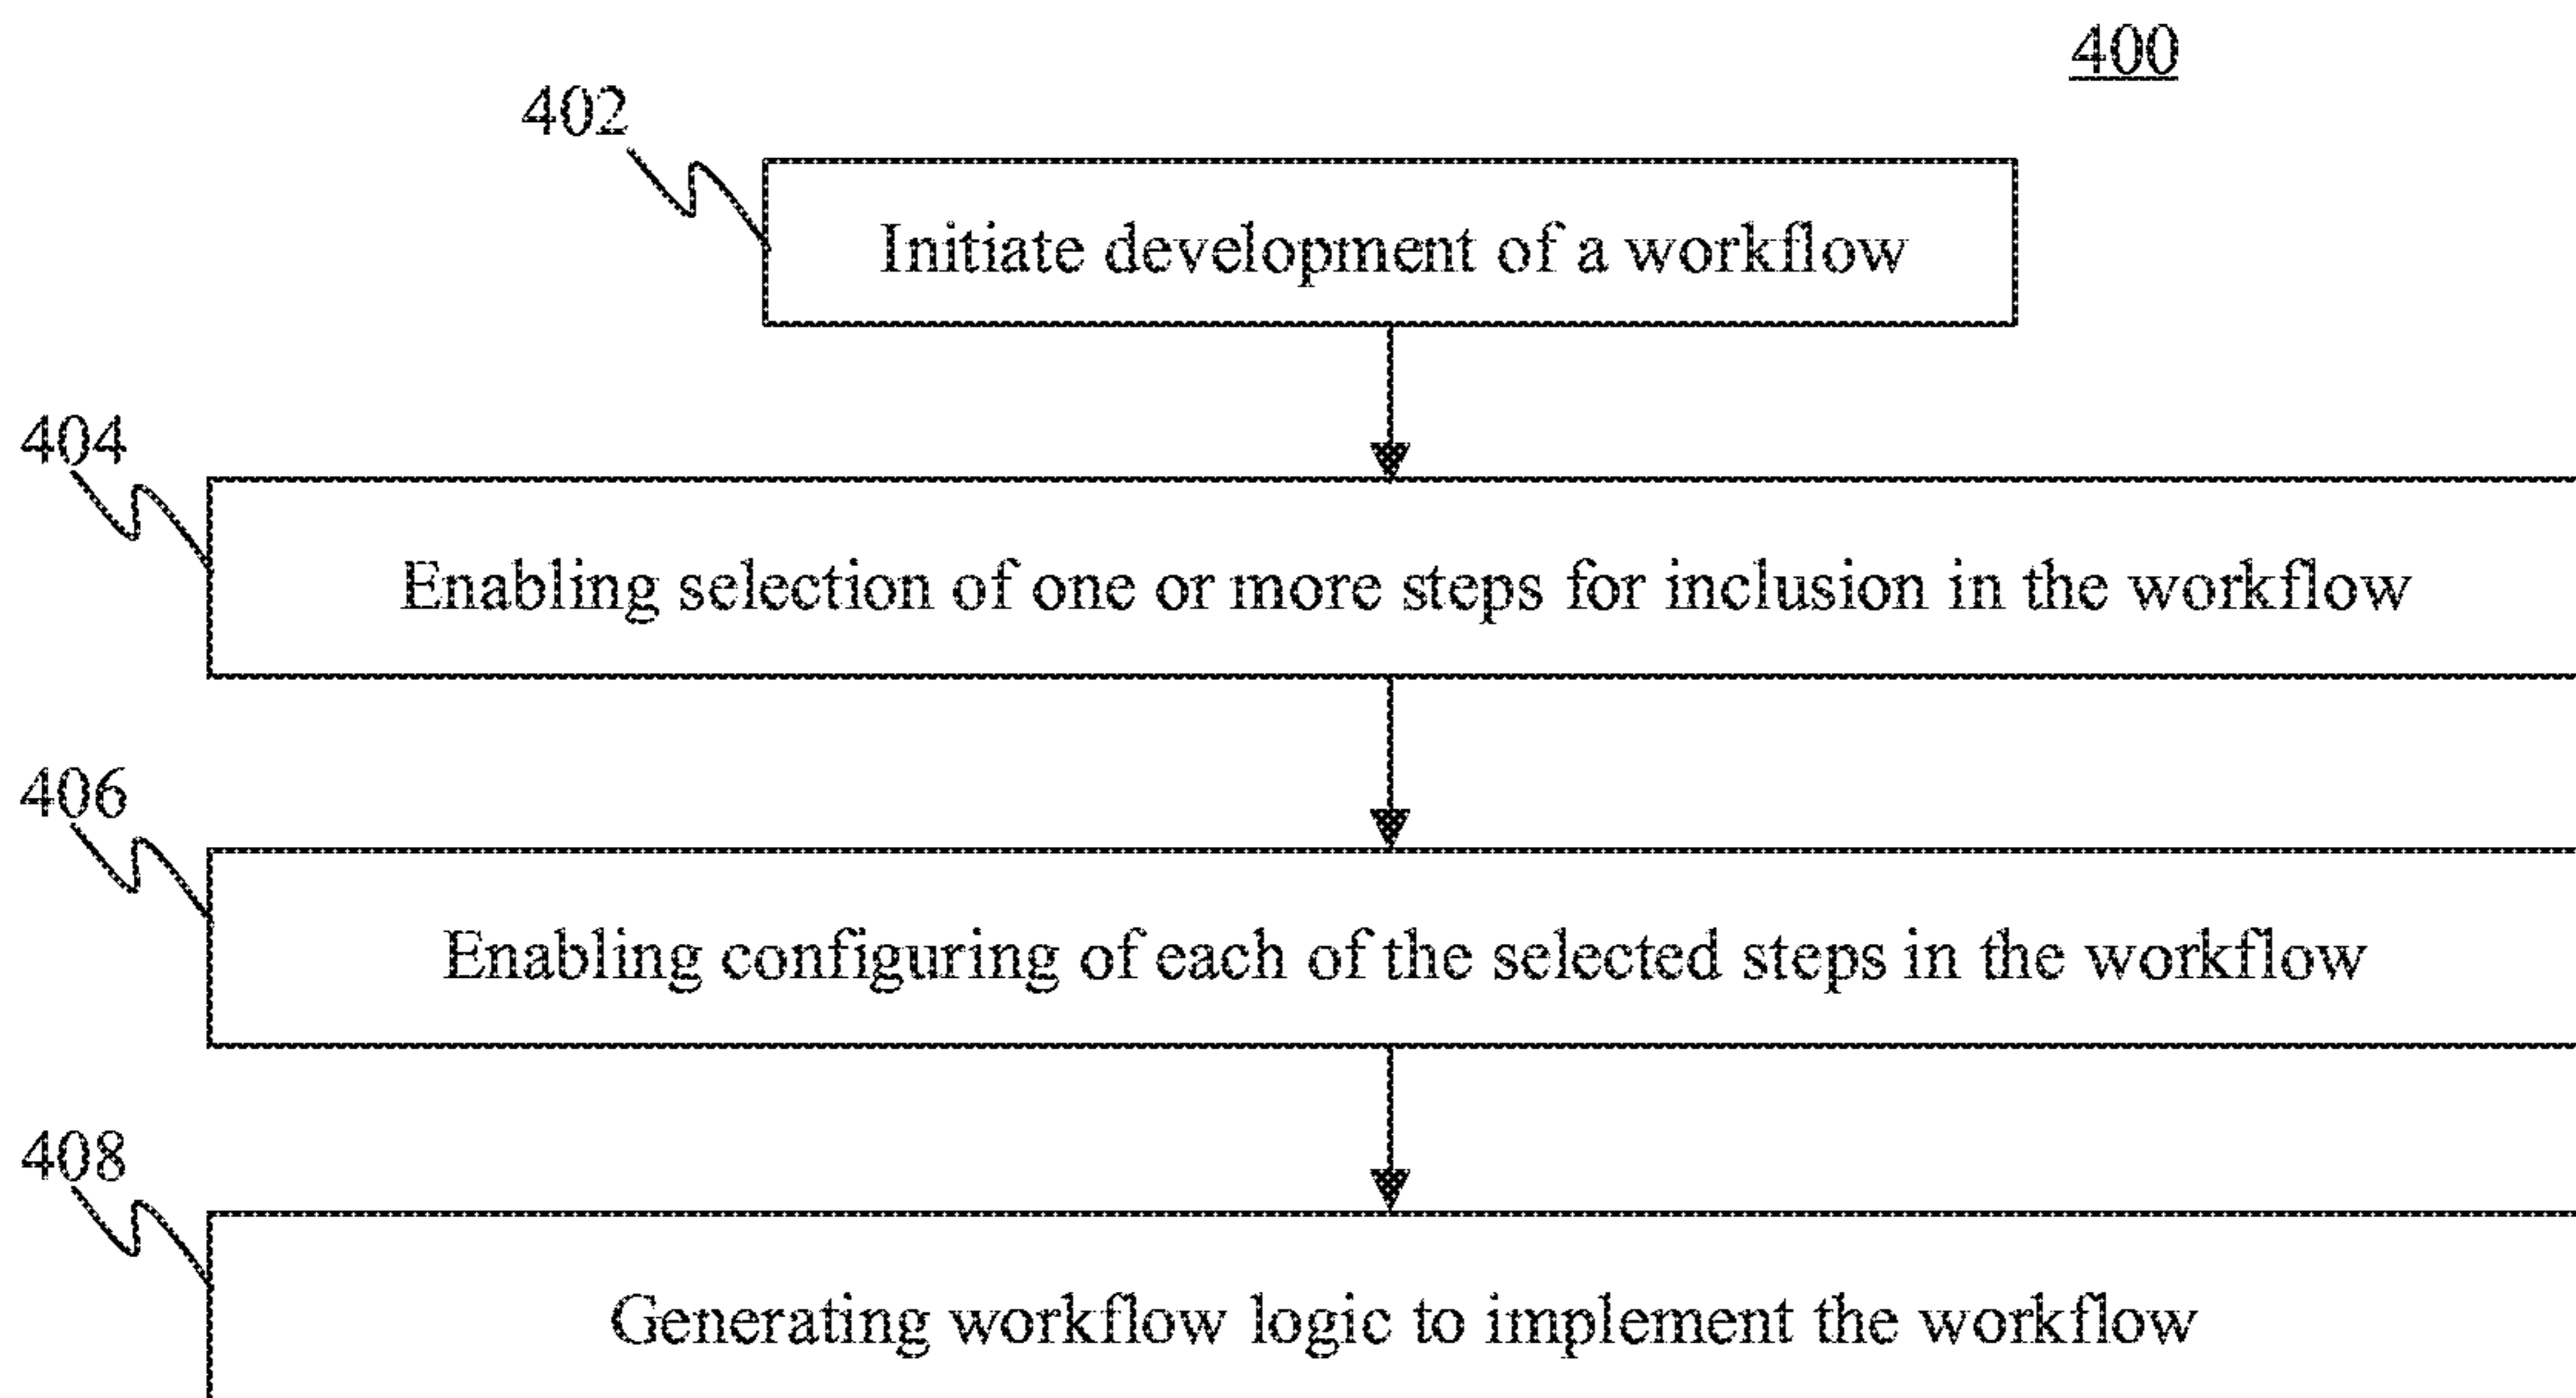 400
402
Initiate development of a workflow
404
Enabling selection of one or more steps for inclusion in the workflow
406
Enabling configuring of each of the selected steps in the workflow
408
Generating workflow logic to implement the workflow